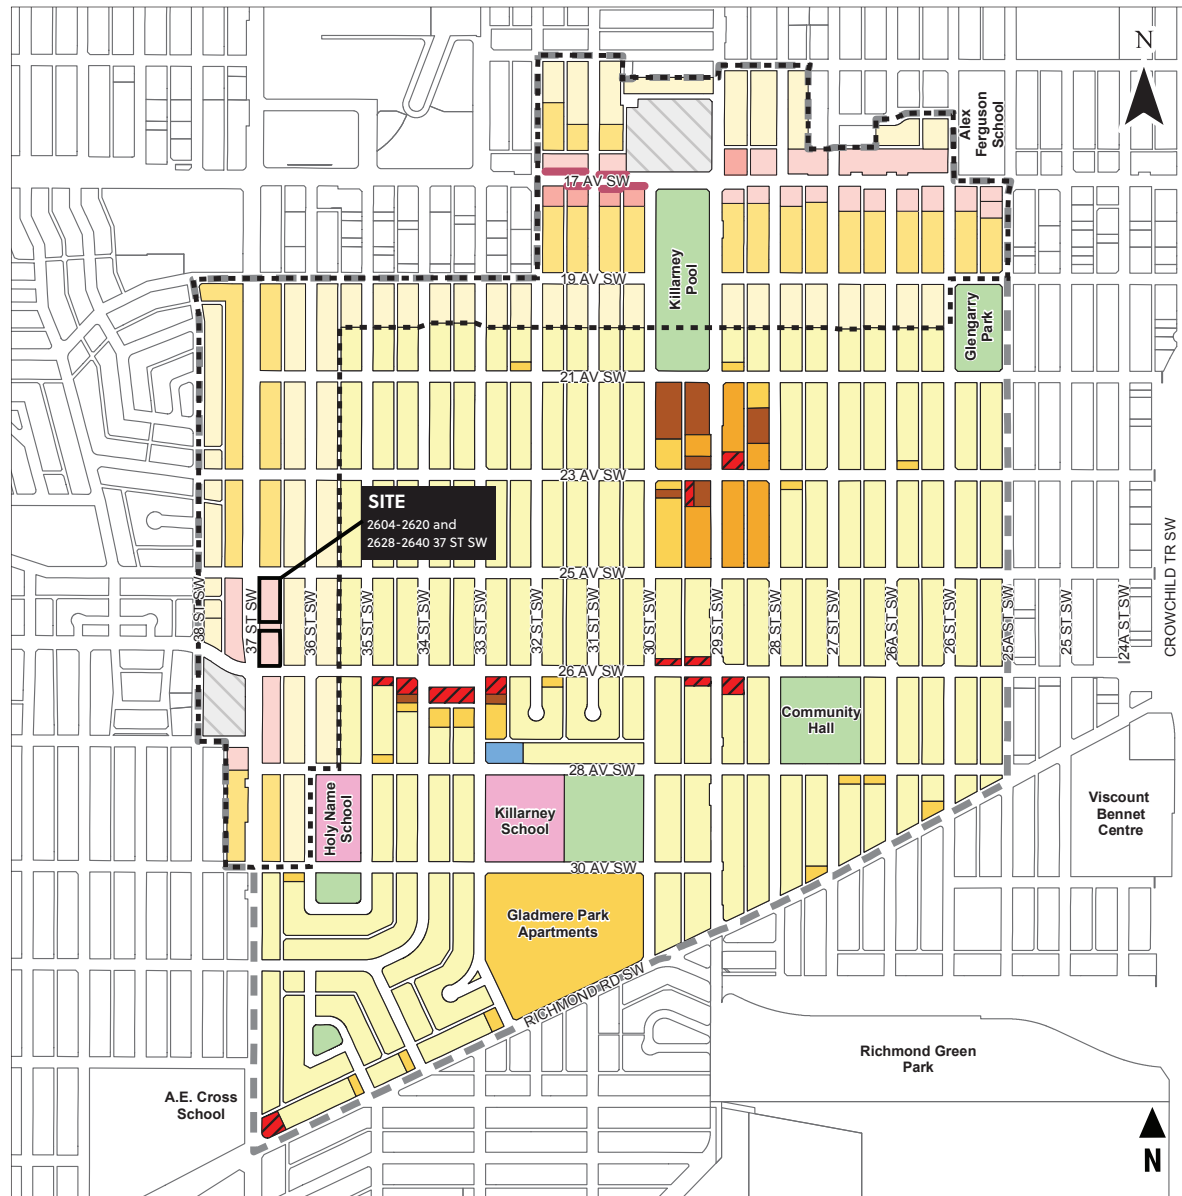 N
Alex
Ferguson
School
17 AV SW
Killarney
Pool
19 AV SW
Glengarry
Park
21 AV SW
23 AV SW
SITE
2604-2620 and
2628-2640 37 ST SW
25 AV SW
38 ST SW
37 ST SW
36 ST SW
35 ST SW
34 ST SW
33 ST SW
32 ST SW
31 ST SW
30 ST SW
29 ST SW
28 ST SW
27 ST SW
26A ST SW
26 ST SW
25A ST SW
25 ST SW
24A ST SW
CROWCHILD TR SW
26 AV SW
Community
Hall
28 AV SW
Holy Name
School
Killarney
School
Viscount
Bennet
Centre
30 AV SW
Gladmere Park
Apartments
RICHMOND RD SW
Richmond Green
Park
A.E. Cross
School
N